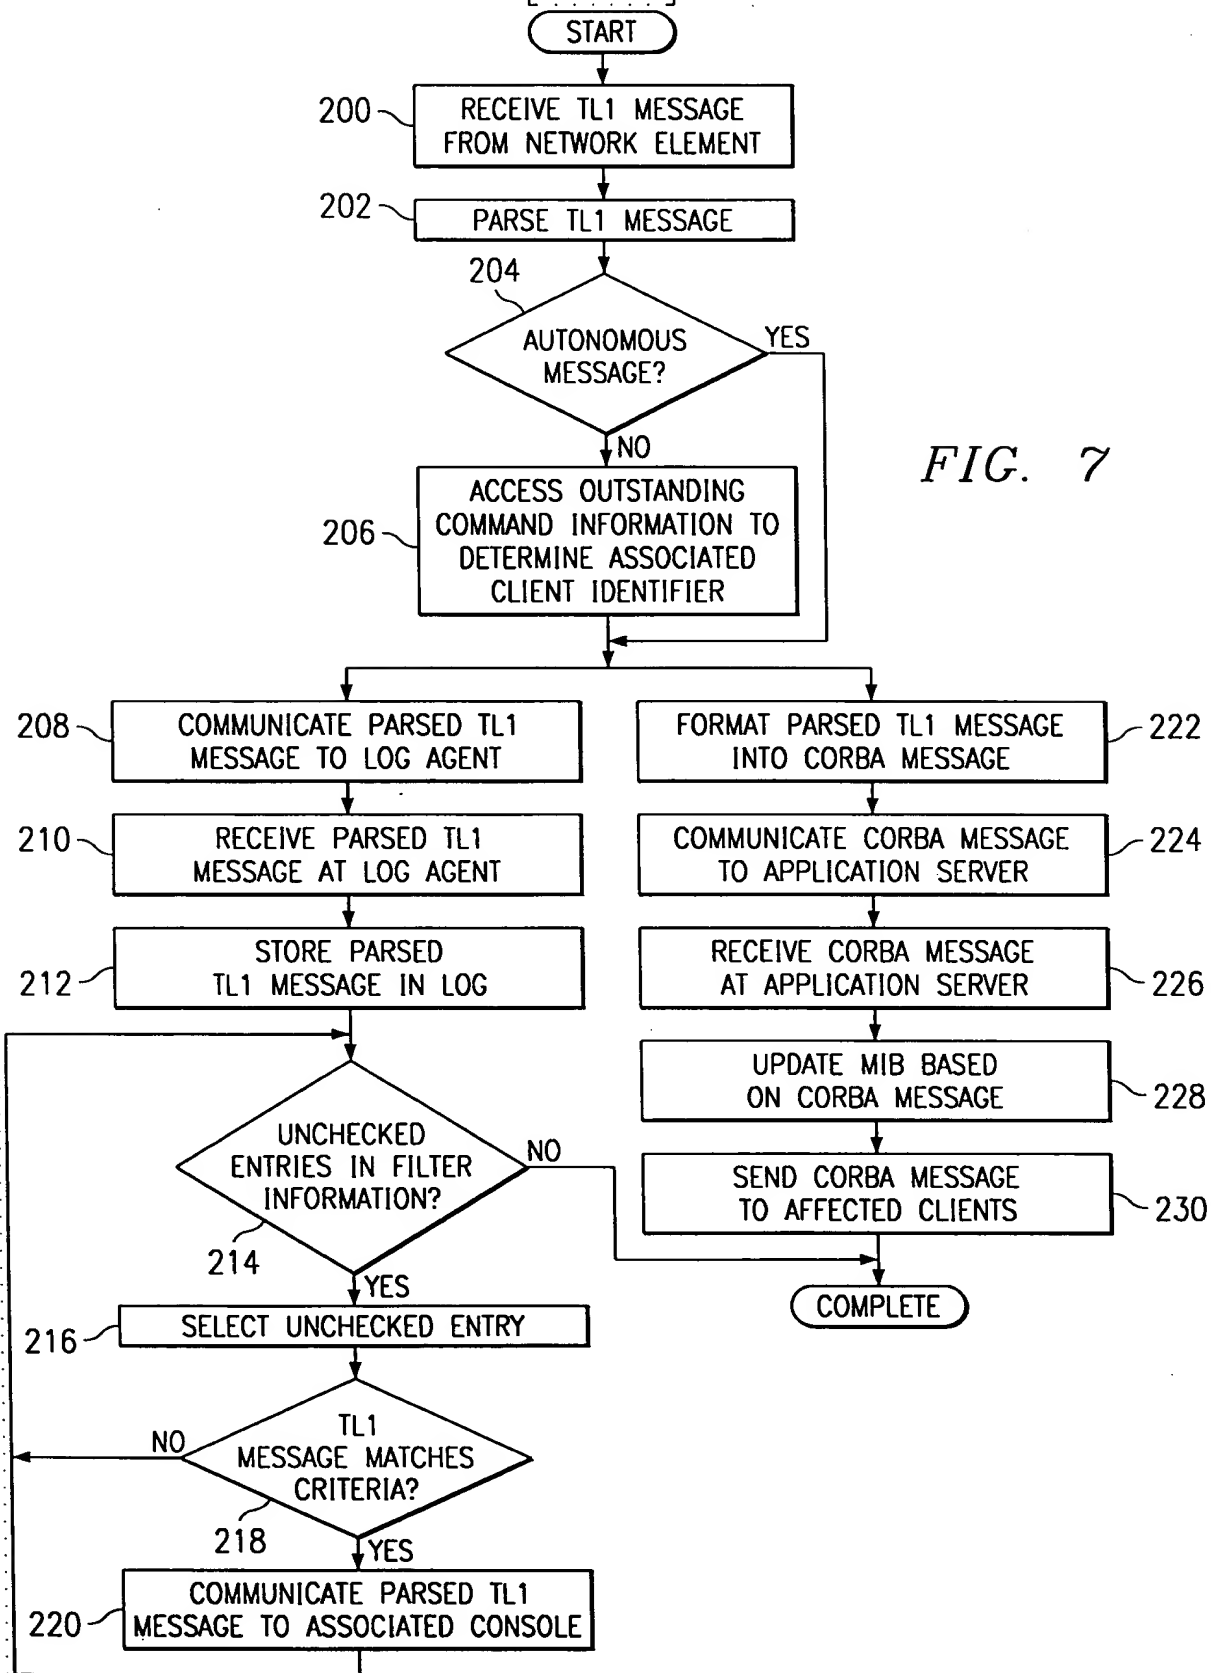 START
200
RECEIVE TL1 MESSAGE
FROM NETWORK ELEMENT
202
PARSE TL1 MESSAGE
204
AUTONOMOUS
MESSAGE?
YES
NO
FIG. 7
206
ACCESS OUTSTANDING
COMMAND INFORMATION TO
DETERMINE ASSOCIATED
CLIENT IDENTIFIER
208
COMMUNICATE PARSED TL1
MESSAGE TO LOG AGENT
210
RECEIVE PARSED TL1
MESSAGE AT LOG AGENT
212
STORE PARSED
TL1 MESSAGE IN LOG
UNCHECKED
ENTRIES IN FILTER
INFORMATION?
NO
214
YES
216
SELECT UNCHECKED ENTRY
NO
TL1
MESSAGE MATCHES
CRITERIA?
218
YES
220
COMMUNICATE PARSED TL1
MESSAGE TO ASSOCIATED CONSOLE
FORMAT PARSED TL1 MESSAGE
INTO CORBA MESSAGE
222
COMMUNICATE CORBA MESSAGE
TO APPLICATION SERVER
224
RECEIVE CORBA MESSAGE
AT APPLICATION SERVER
226
UPDATE MIB BASED
ON CORBA MESSAGE
228
SEND CORBA MESSAGE
TO AFFECTED CLIENTS
230
COMPLETE